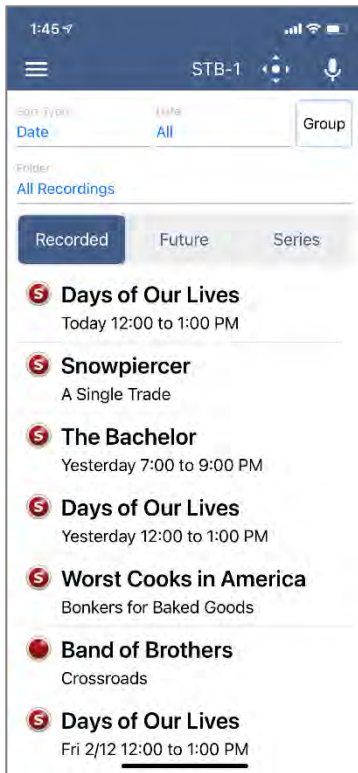 1:45
STB-1
Sort Type Date
Date All Group
Folder
All Recordings
Recorded Future Series
S Days of Our Lives
Today 12:00 to 1:00 PM
S Snowpiercer
A Single Trade
S The Bachelor
Yesterday 7:00 to 9:00 PM
S Days of Our Lives
Yesterday 12:00 to 1:00 PM
S Worst Cooks in America
Bonkers for Baked Goods
Band of Brothers
Crossroads
S Days of Our Lives
Fri 2/12 12:00 to 1:00 PM